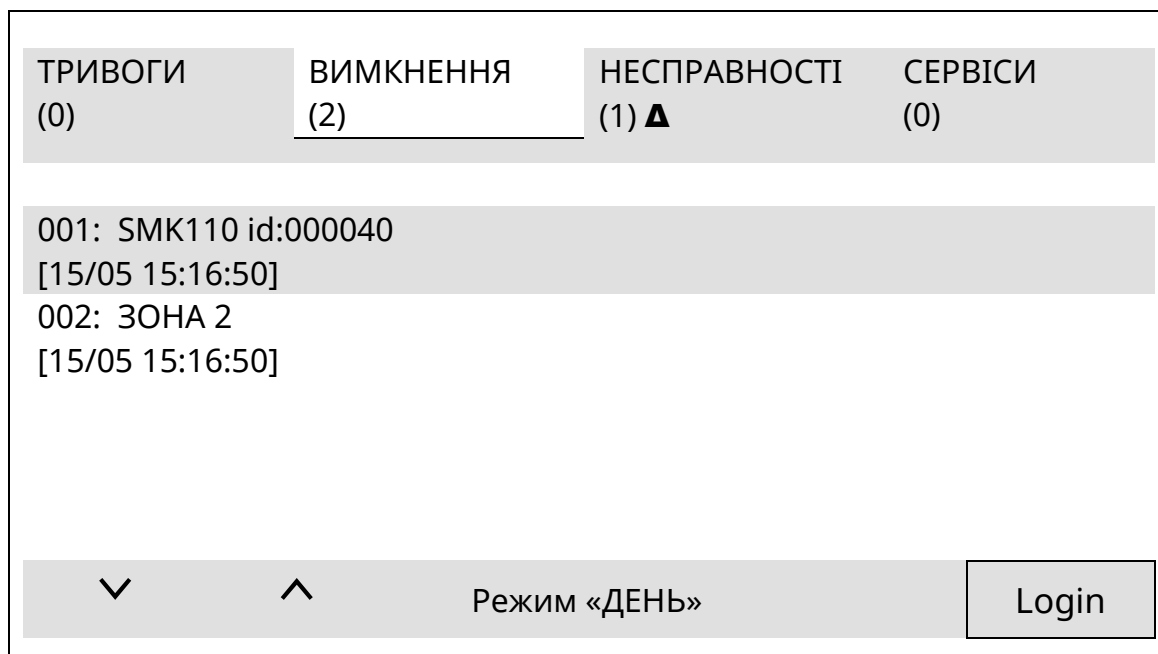 ТРИВОГИ ВИМКНЕННЯ НЕСПРАВНОСТІ СЕРВІСИ
(0) (2) (1) Δ (0)
001: SMK110 id:000040
[15/05 15:16:50]
002: ЗОНА 2
[15/05 15:16:50]
Режим «ДЕНЬ» Login